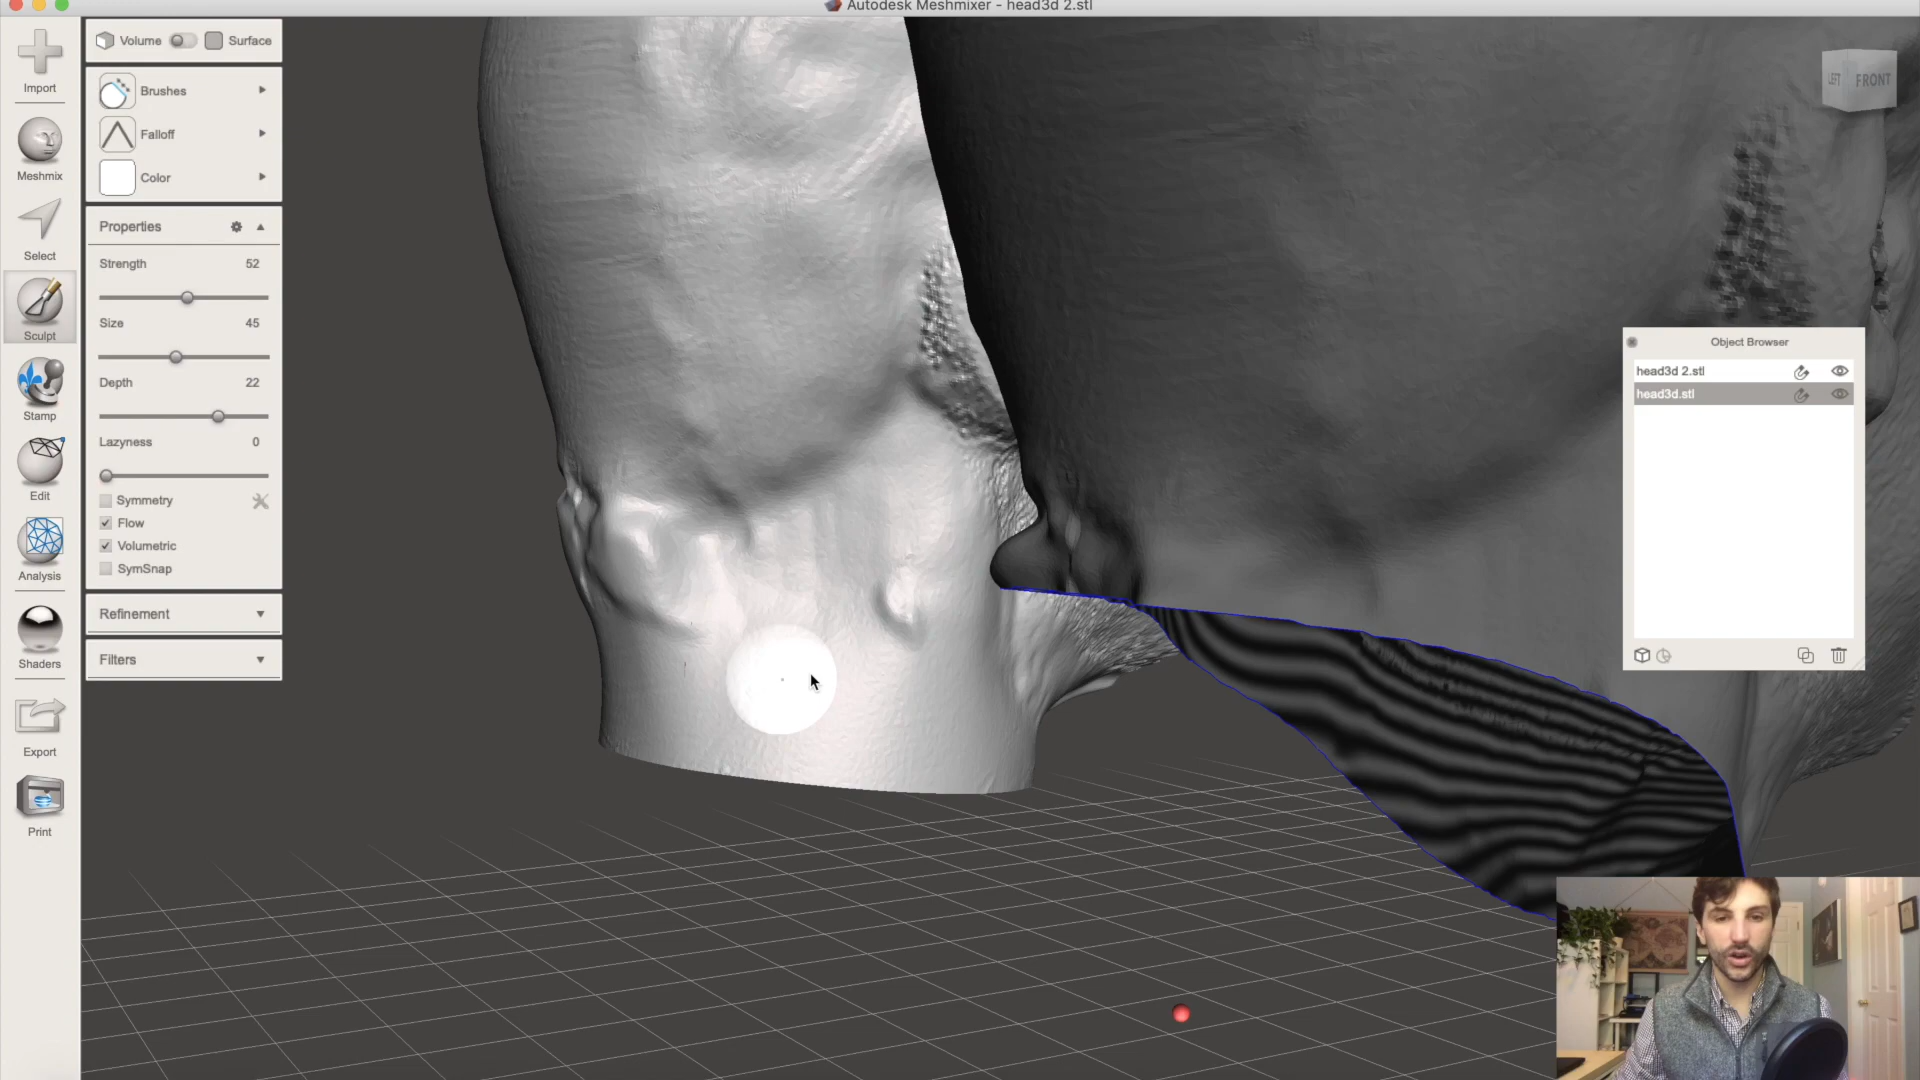 Autodesk Meshmixer - head3d 2.stl
Import
Meshmix
Select
Sculpt
Stamp
Edit
Analysis
Shaders
Export
Print
Volume Surface
Brushes
Falloff
Color
Properties
Strength 52
Size 45
Depth 22
Lazyness 0
Symmetry
Flow
Volumetric
SymSnap
Refinement
Filters
LEFT FRONT
Object Browser
head3d 2.stl
head3d.stl